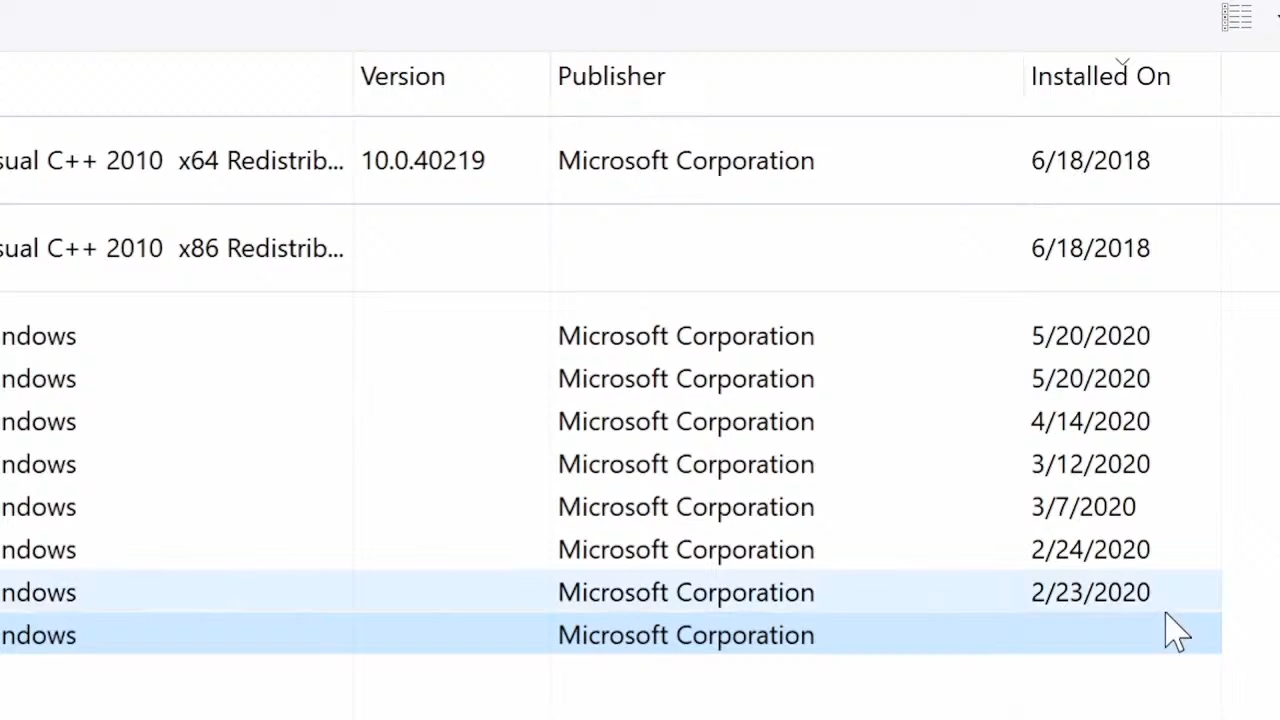 Version Publisher Installed On
sual C++ 2010 x64 Redistrib... 10.0.40219 Microsoft Corporation 6/18/2018
sual C++ 2010 x86 Redistrib... 6/18/2018
ndows Microsoft Corporation 5/20/2020
ndows Microsoft Corporation 5/20/2020
ndows Microsoft Corporation 4/14/2020
ndows Microsoft Corporation 3/12/2020
ndows Microsoft Corporation 3/7/2020
ndows Microsoft Corporation 2/24/2020
ndows Microsoft Corporation 2/23/2020
ndows Microsoft Corporation